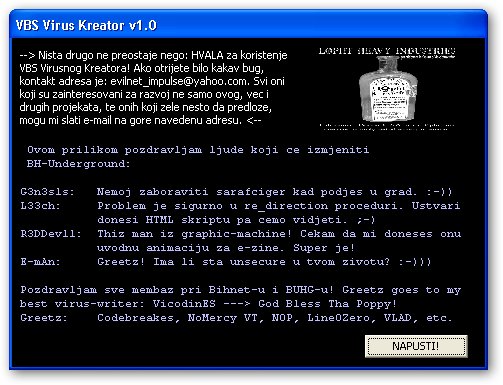 VBS Virus Kreator v1.0
--> Nista drugo ne preostaje nego: HVALA za koristenje
VBS Virusnog Kreatora! Ako otrijete bilo kakav bug,
kontakt adresa je: evilnet_impulse@yahoo.com. Svi oni
koji su zainteresovani za razvoj ne samo ovog, vec i
drugih projekata, te onih koji zele nesto da predloze,
mogu mi slati e-mail na gore navedenu adresu. <--
LOPHT HEAVY INDUSTRIES
Ovom prilikom pozdravljam ljude koji ce izmjeniti
BH-Underground:
G3n3sls: Nemoj zaboraviti sarafciger kad podjes u grad. :-))
L33ch: Problem je sigurno u re_direction proceduri. Ustvari
donesi HTML skriptu pa cemo vidjeti. ;-)
R3DDevll: Thiz man iz graphic-machine! Cekam da mi doneses onu
uvodnu animaciju za e-zine. Super je!
E-mAn: Greetz! Ima li sta unsecure u tvom zivotu? :-)))
Pozdravljam sve membaz pri Bihnet-u i BUHG-u! Greetz goes to my
best virus-writer: VicodinES ---> God Bless Tha Poppy!
Greetz: Codebreakes, NoMercy VT, NOP, LineOZero, VLAD, etc.
NAPUSTI!